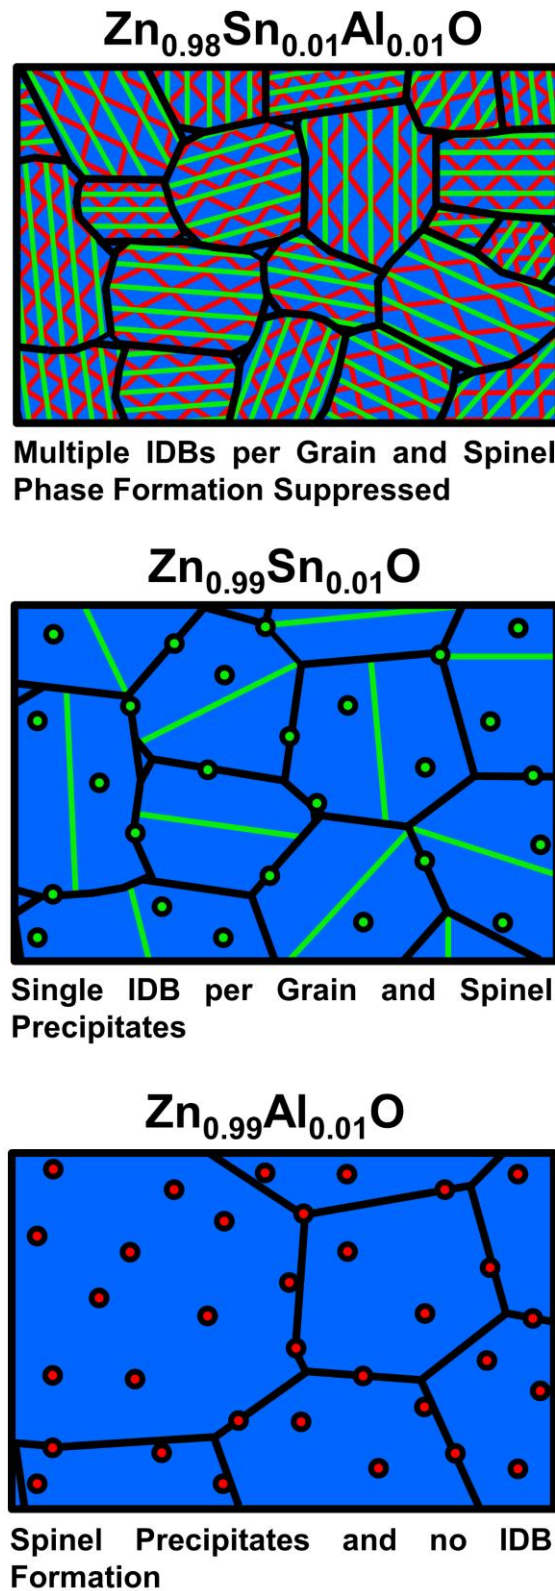 Zn₀.₉₈Sn₀.₀₁Al₀.₀₁O
Multiple IDBs per Grain and Spinel
Phase Formation Suppressed
Zn₀.₉₉Sn₀.₀₁O
Single IDB per Grain and Spinel
Precipitates
Zn₀.₉₉Al₀.₀₁O
Spinel Precipitates and no IDB
Formation